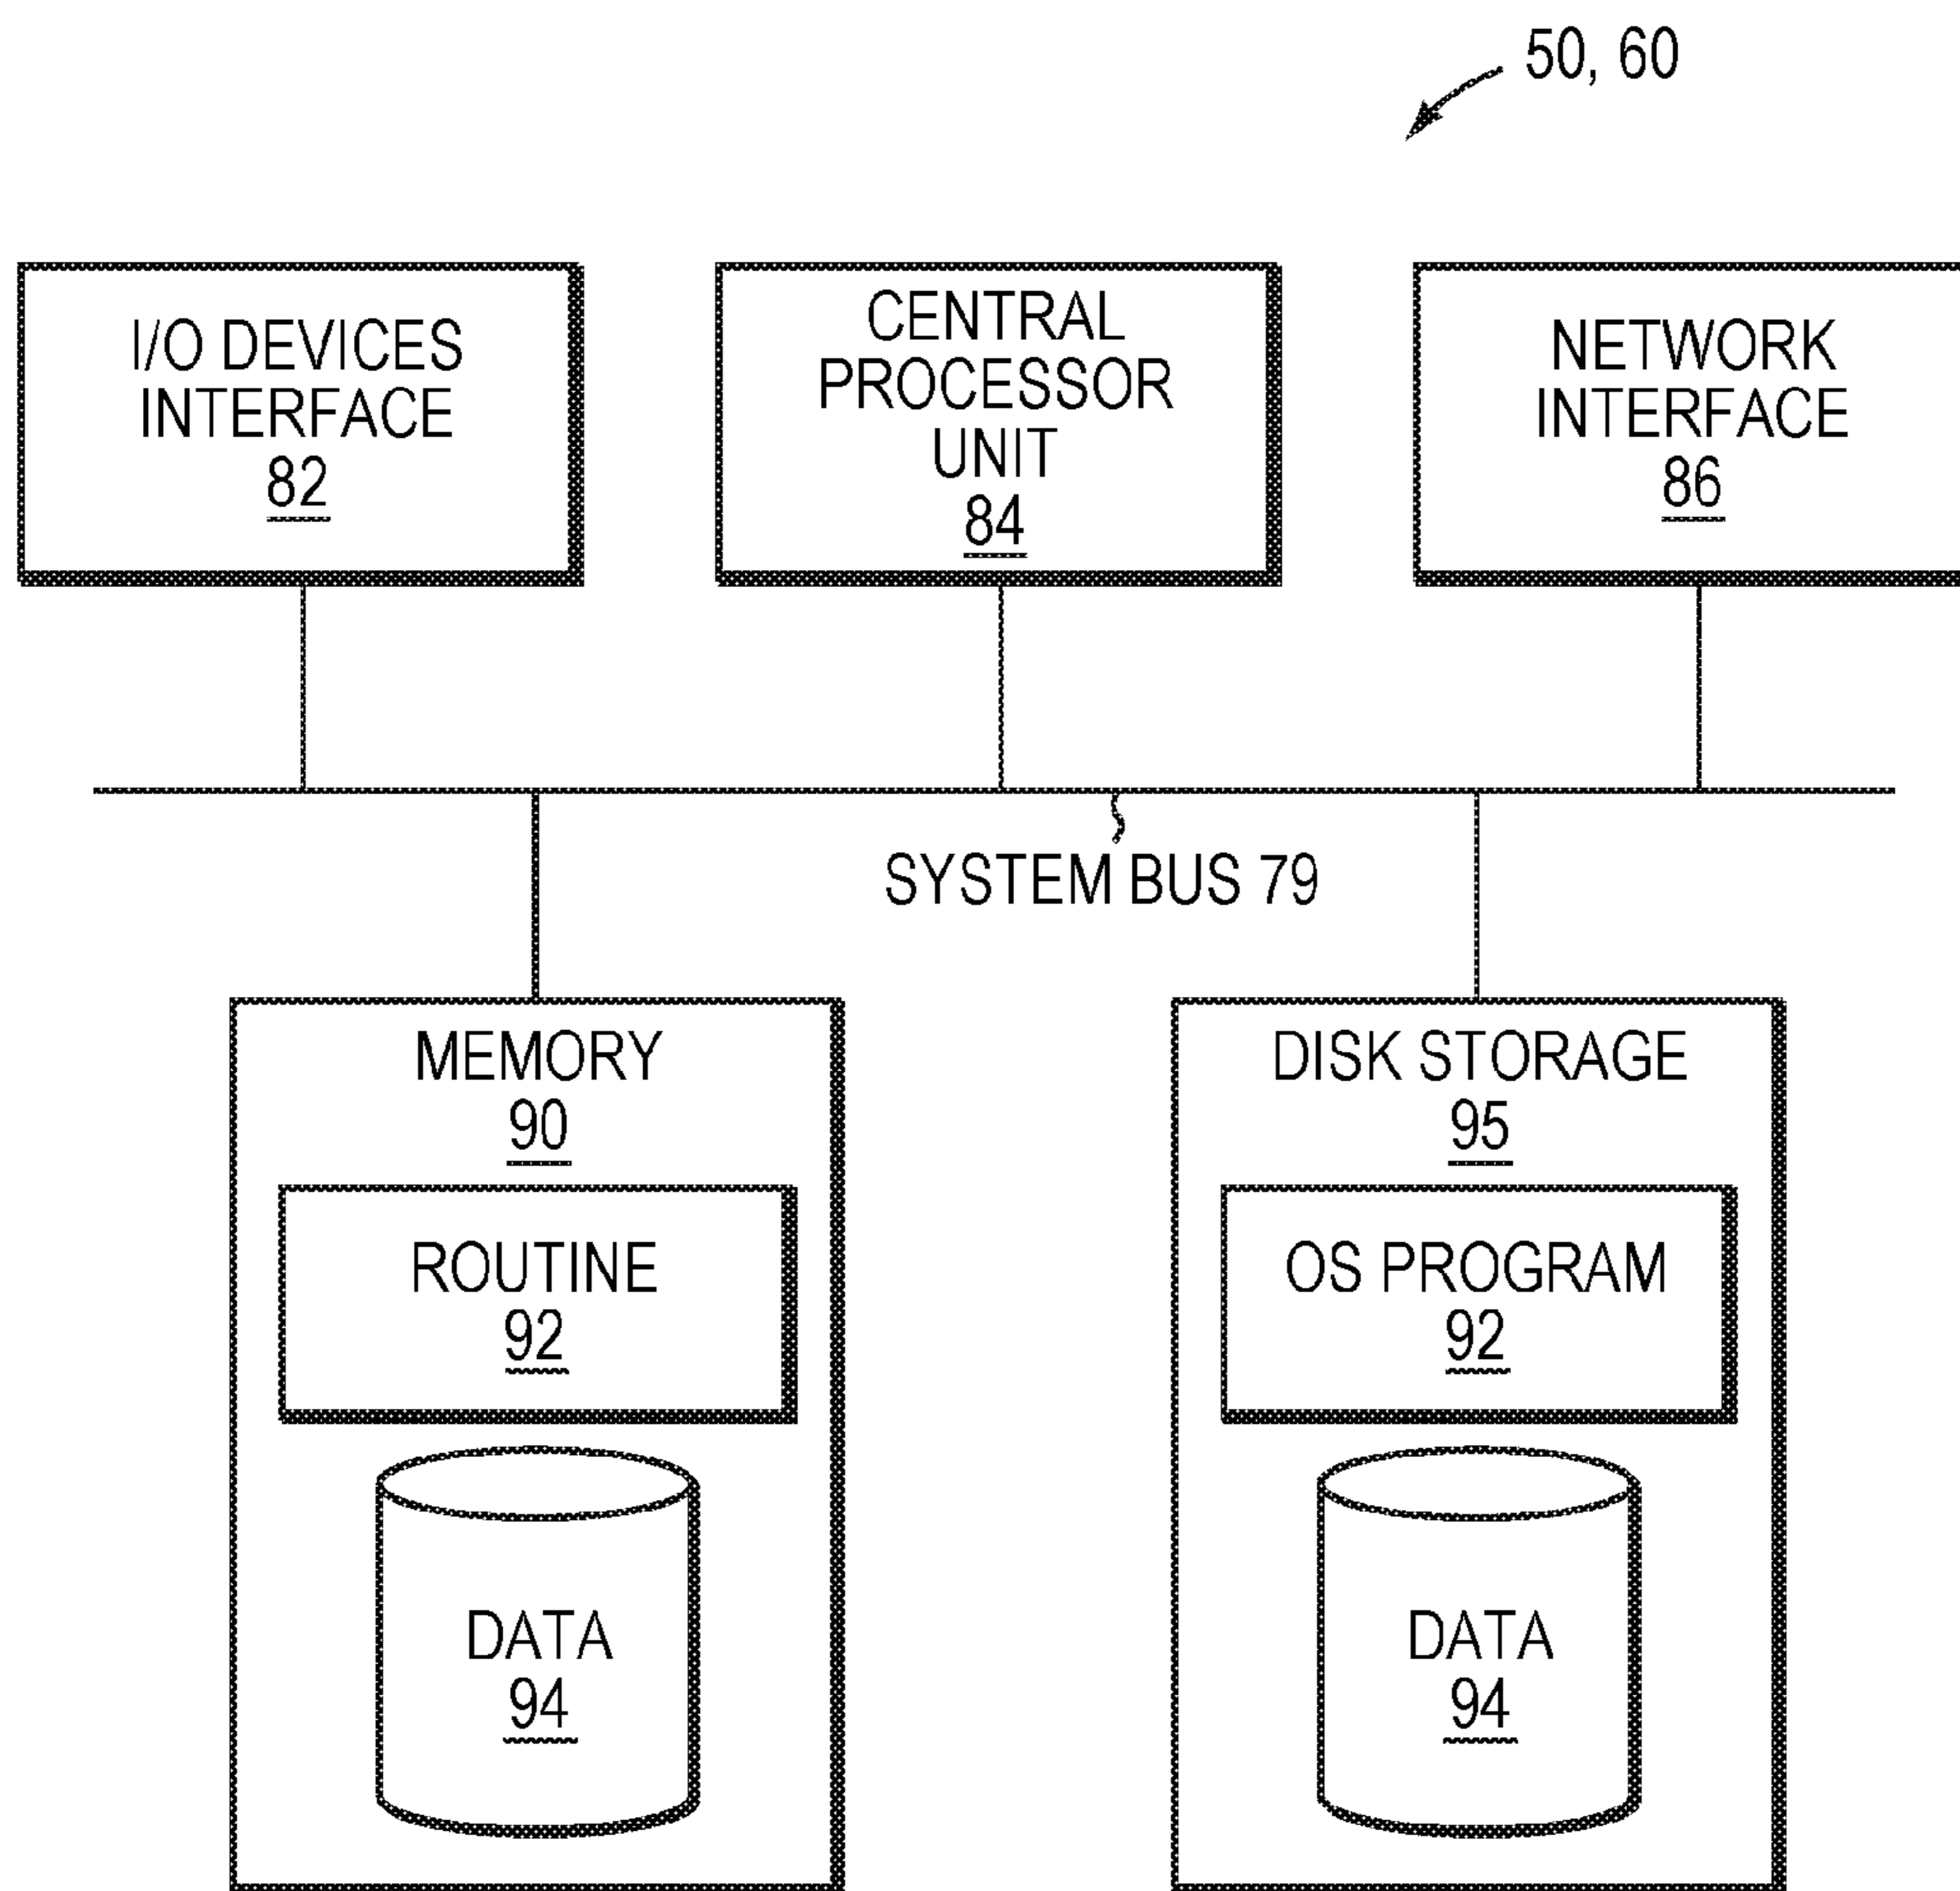 50, 60
I/O DEVICES
INTERFACE
82
CENTRAL
PROCESSOR
UNIT
84
NETWORK
INTERFACE
86
SYSTEM BUS 79
MEMORY
90
ROUTINE
92
DATA
94
DISK STORAGE
95
OS PROGRAM
92
DATA
94